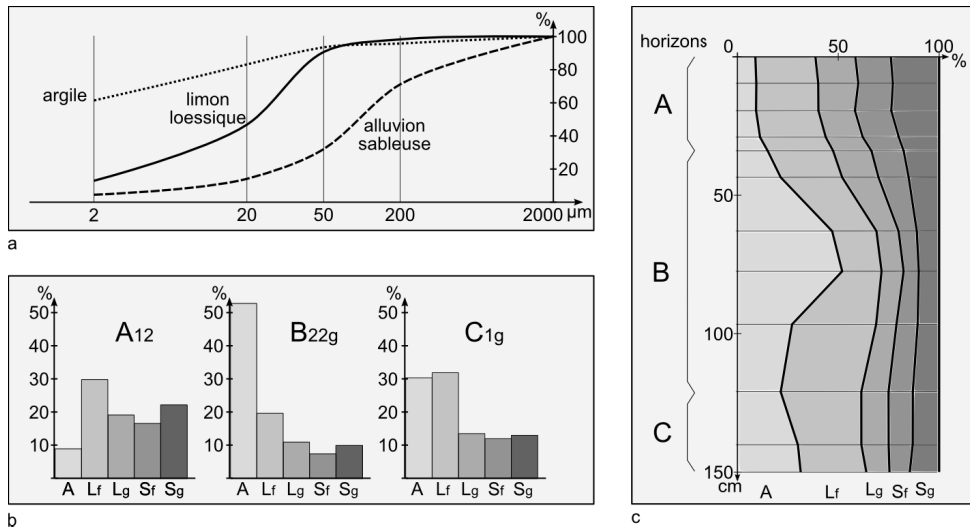 %
100
80
60
40
20
argile
limon
loessique
alluvion
sableuse
2 20 50 200 2000 µm
a
% % %
50 50 50
40 40 40
30 30 30
20 20 20
10 10 10
A12 B22g C1g
A Lf Lg Sf Sg A Lf Lg Sf Sg A Lf Lg Sf Sg
b
horizons 0 50 100
%
A
50
B
100
C
150
cm A Lf Lg Sf Sg
c